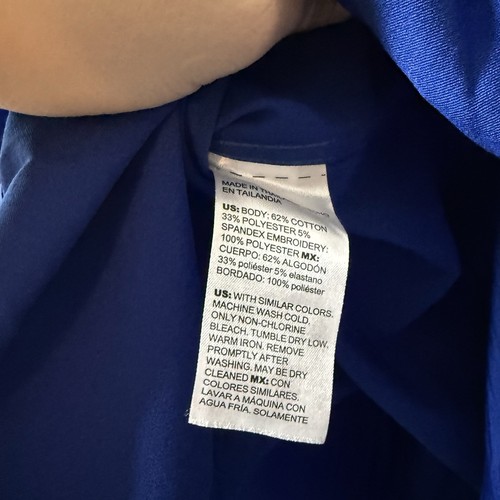 MADE IN
EN TAILANDIA
US: BODY: 62% COTTON
33% POLYESTER 5%
SPANDEX EMBROIDERY:
100% POLYESTER MX:
CUERPO: 62% ALGODÓN
33% poliéster 5% elastano
BORDADO: 100% poliéster
US: WITH SIMILAR COLORS.
MACHINE WASH COLD.
ONLY NON-CHLORINE
BLEACH. TUMBLE DRY LOW.
WARM IRON. REMOVE
PROMPTLY AFTER
WASHING, MAY BE DRY
CLEANED MX: CON
COLORES SIMILARES.
LAVAR A MÁQUINA CON
AGUA FRÍA. SOLAMENTE